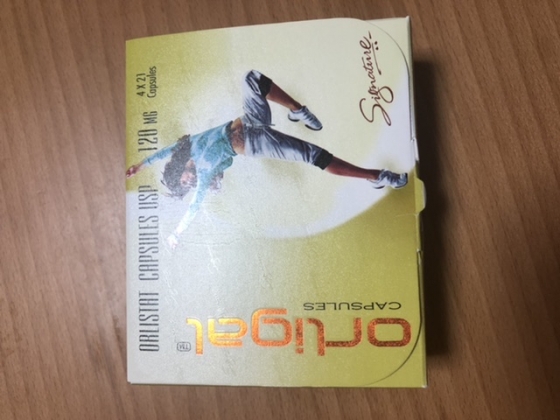 Signature
4 X 21
Capsules
ORLISTAT CAPSULES USP 120 MG
orligal
CAPSULES